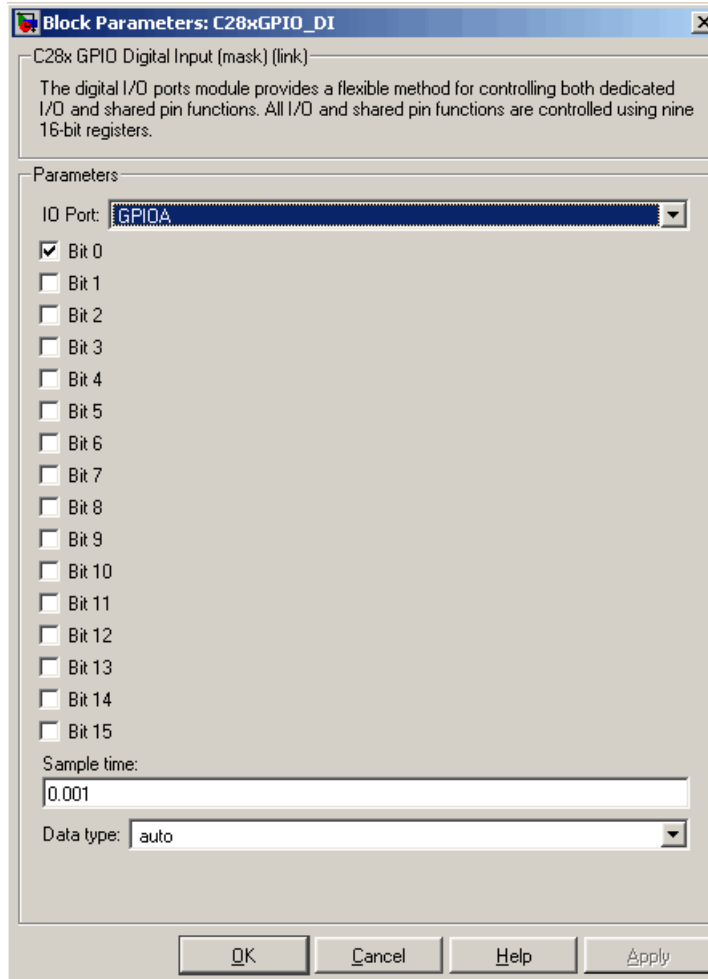 Block Parameters: C28xGPIO_DI
C28x GPIO Digital Input (mask) (link)
The digital I/O ports module provides a flexible method for controlling both dedicated
I/O and shared pin functions. All I/O and shared pin functions are controlled using nine
16-bit registers.
Parameters
IO Port: GPIOA
Bit 0
Bit 1
Bit 2
Bit 3
Bit 4
Bit 5
Bit 6
Bit 7
Bit 8
Bit 9
Bit 10
Bit 11
Bit 12
Bit 13
Bit 14
Bit 15
Sample time:
0.001
Data type: auto
OK Cancel Help Apply